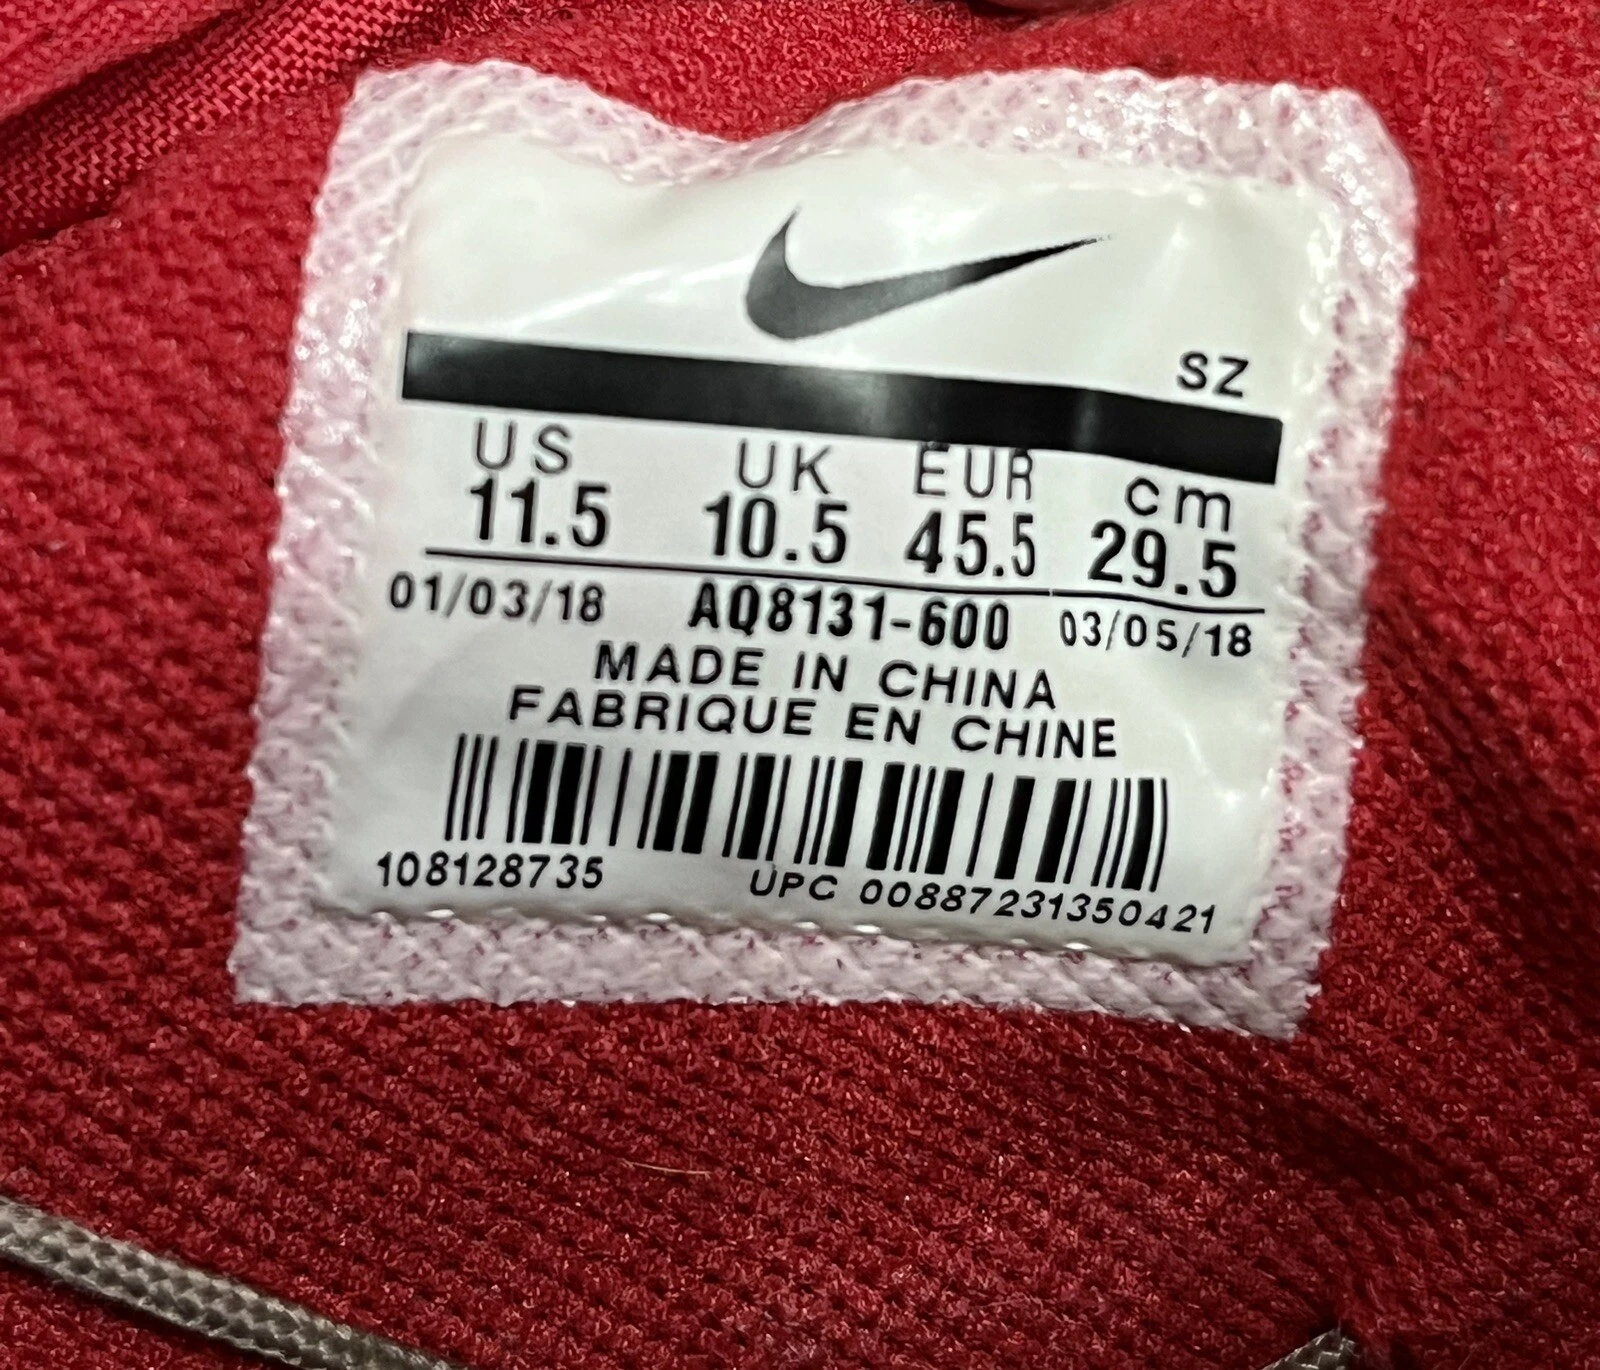 SZ
US UK EUR cm
11.5 10.5 45.5 29.5
01/03/18 AQ8131-600 03/05/18
MADE IN CHINA
FABRIQUE EN CHINE
108128735 UPC 00887231350421